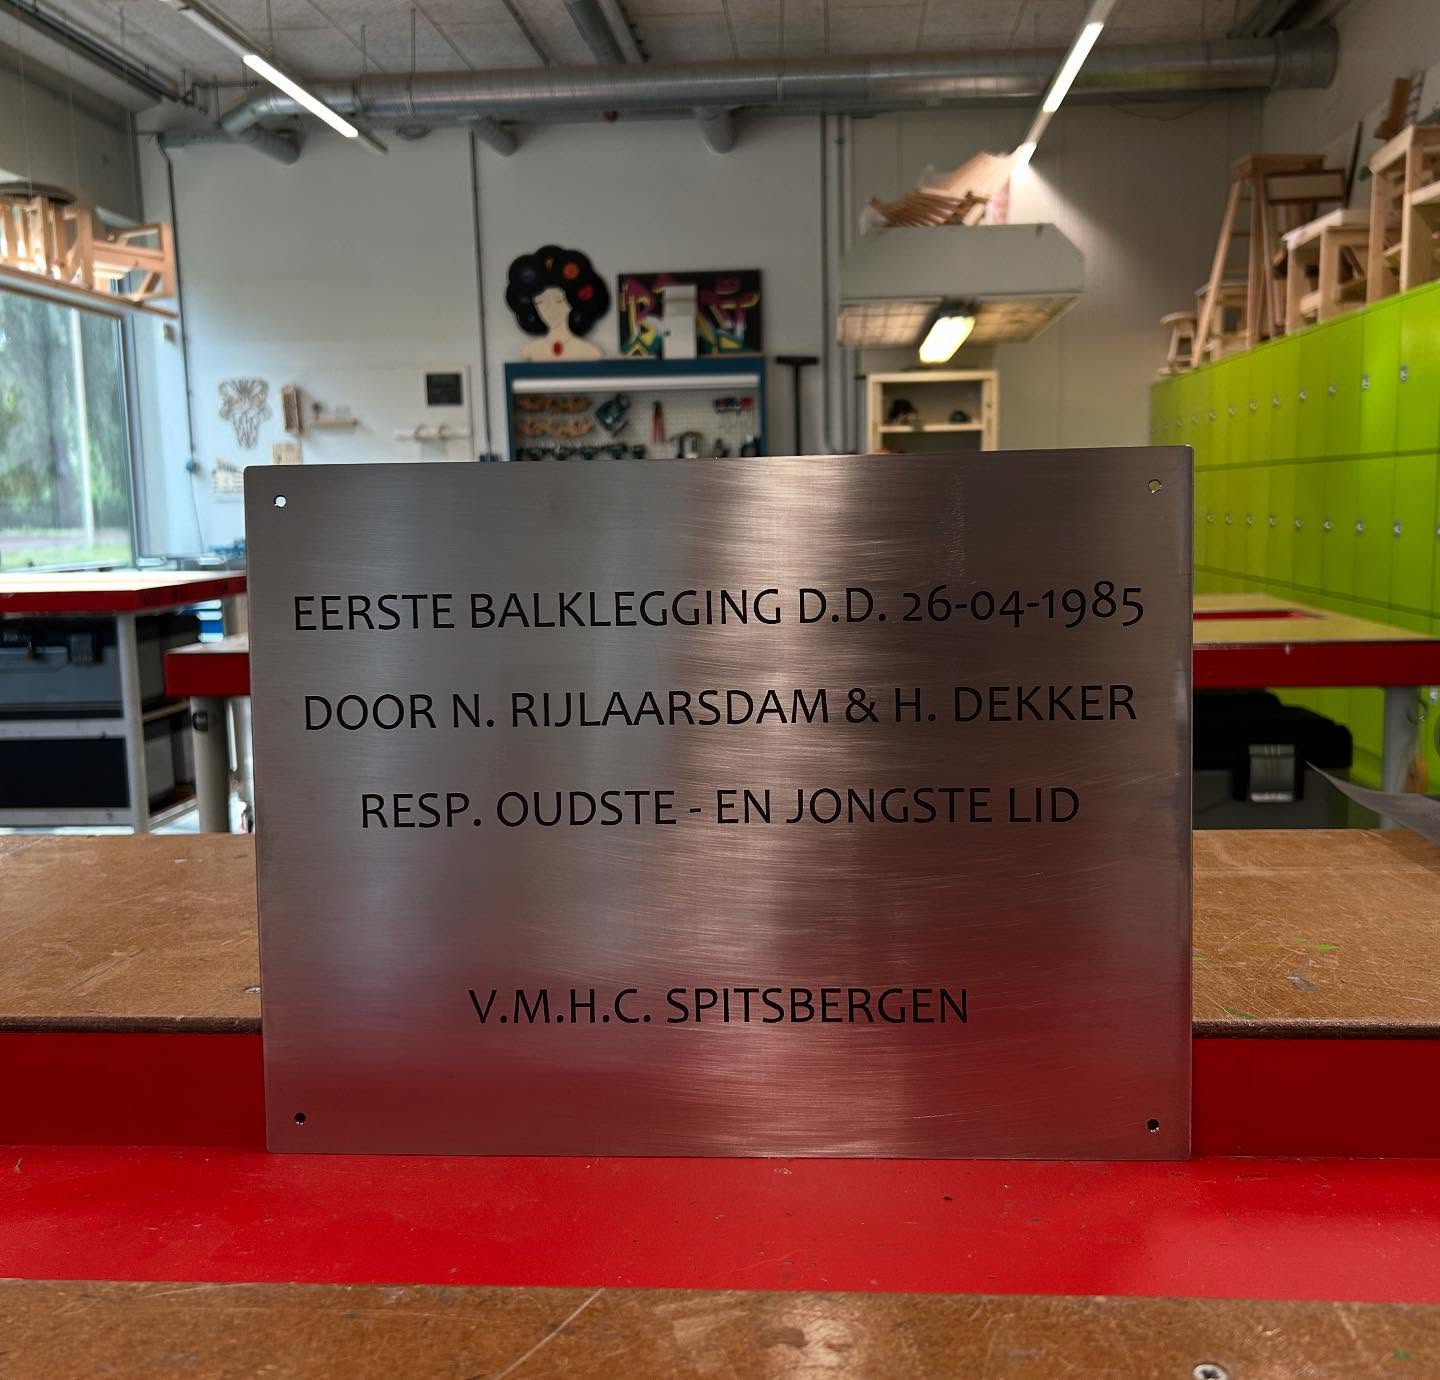 EERSTE BALKLEGGING D.D. 26-04-1985
DOOR N. RIJLAARSDAM & H. DEKKER
RESP. OUDSTE - EN JONGSTE LID
V.M.H.C. SPITSBERGEN